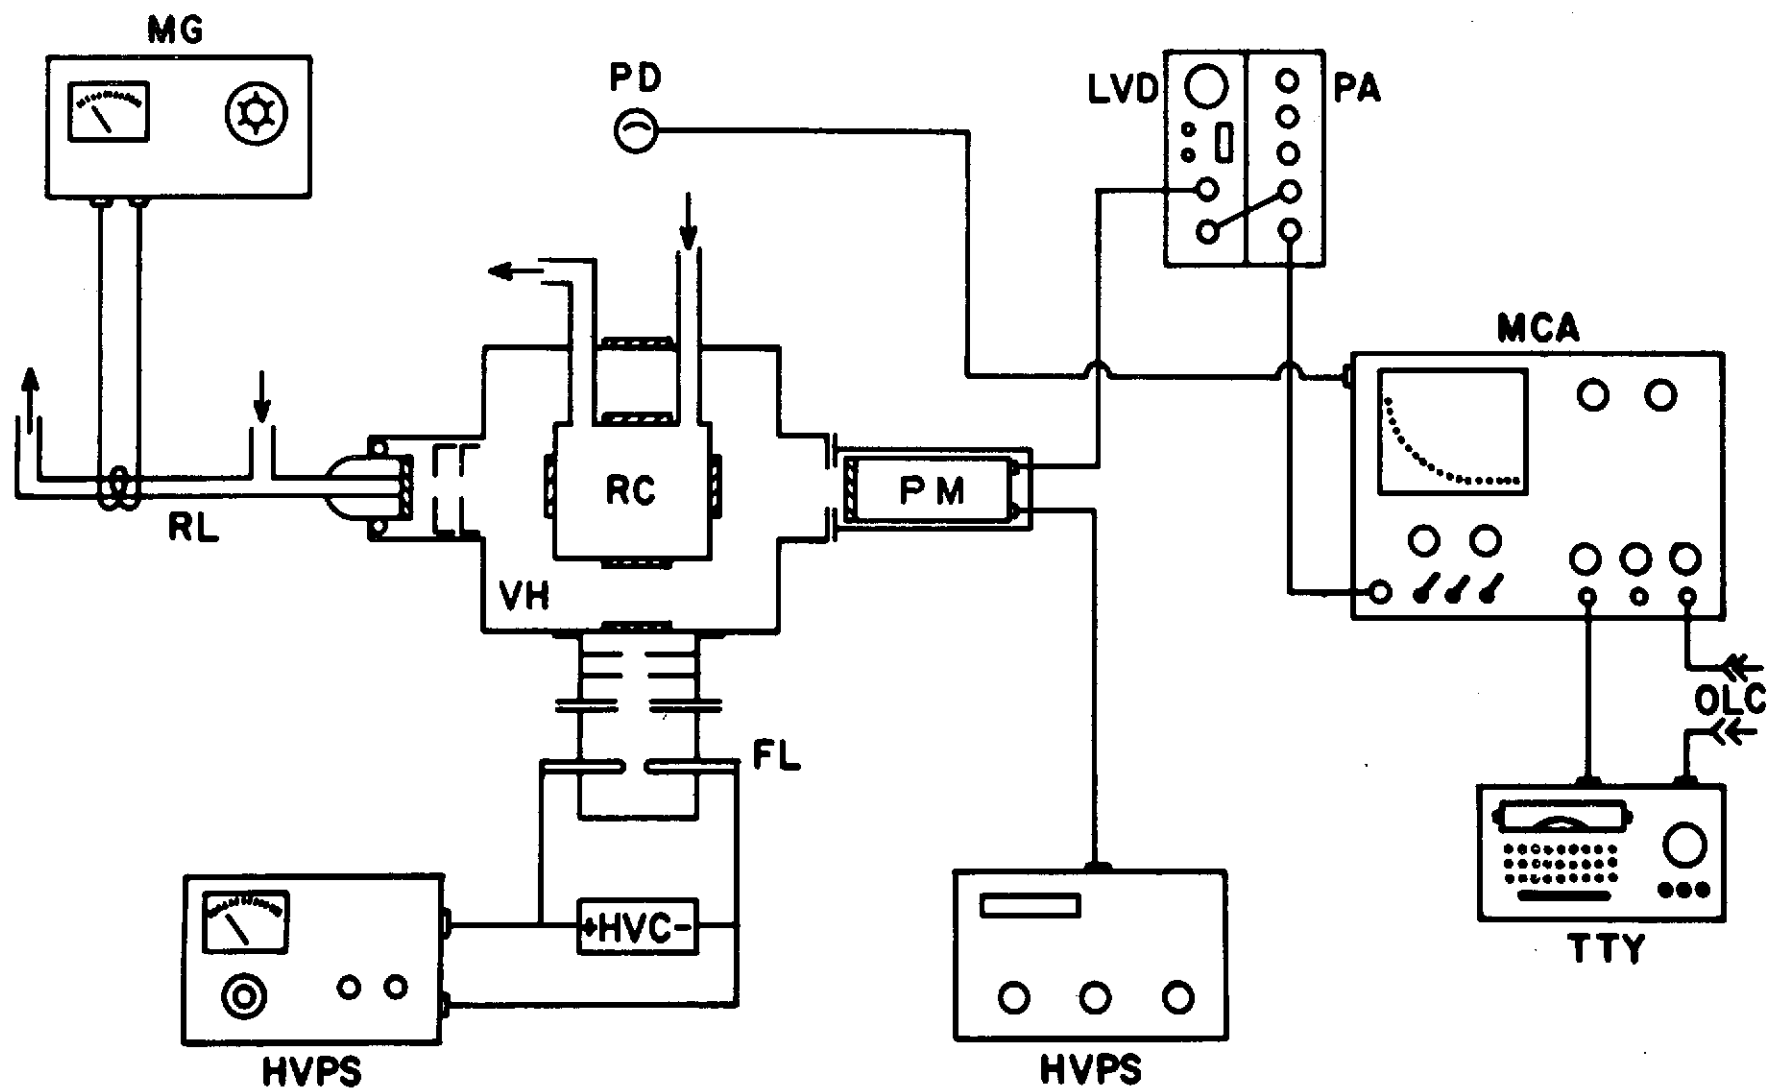 MG
PD
LVD
PA
MCA
RL
RC
PM
VH
OLC
FL
+HVC-
TTY
HVPS
HVPS